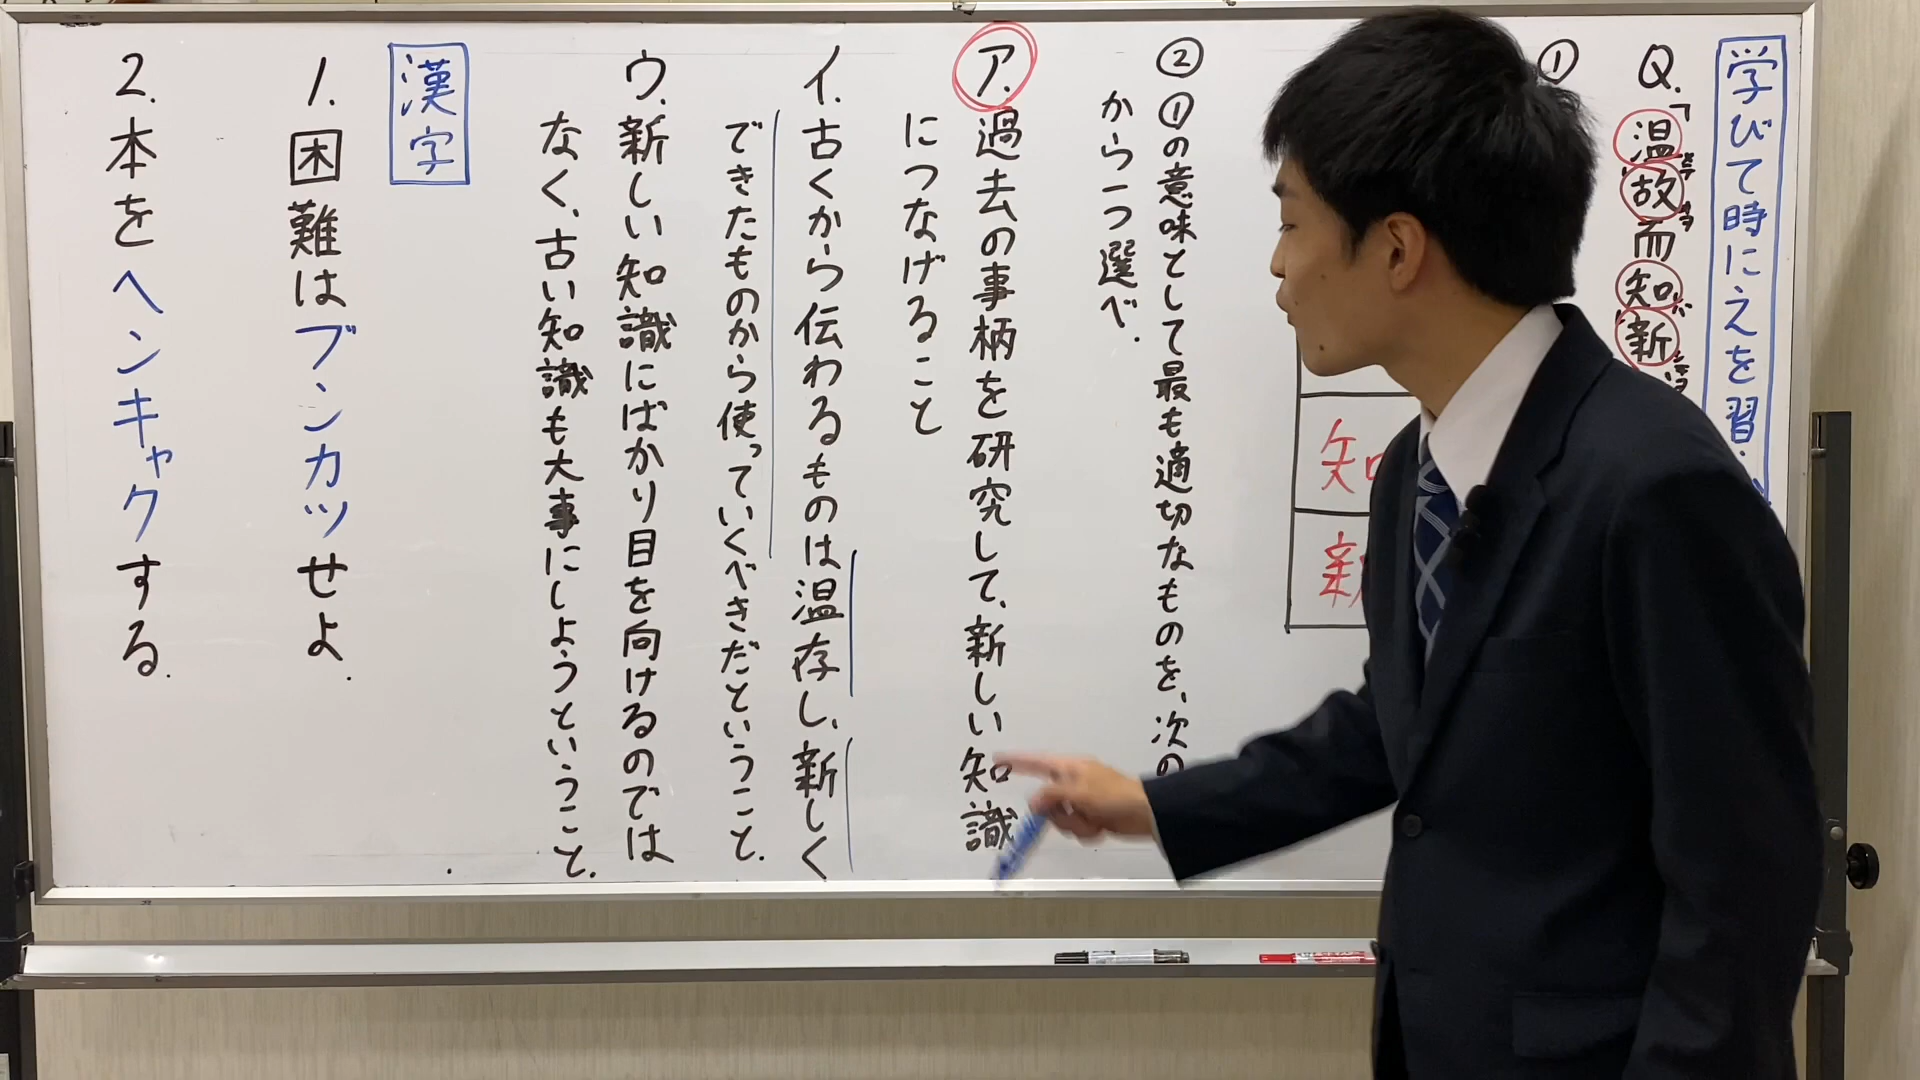 学びて時にえを習
Q.「温故而知新
①
知
新
② ①の意味として最も適切なものを、次の
から一つ選べ.
ア.過去の事柄を研究して、新しい知識
につなげること
イ.古くから伝わるものは温存し、新しく
できたものから使っていくべきだということ.
ウ.新しい知識にばかり目を向けるのでは
なく、古い知識も大事にしようということ.
漢字
1.困難はブンカツせよ.
2.本をヘンキャクする.